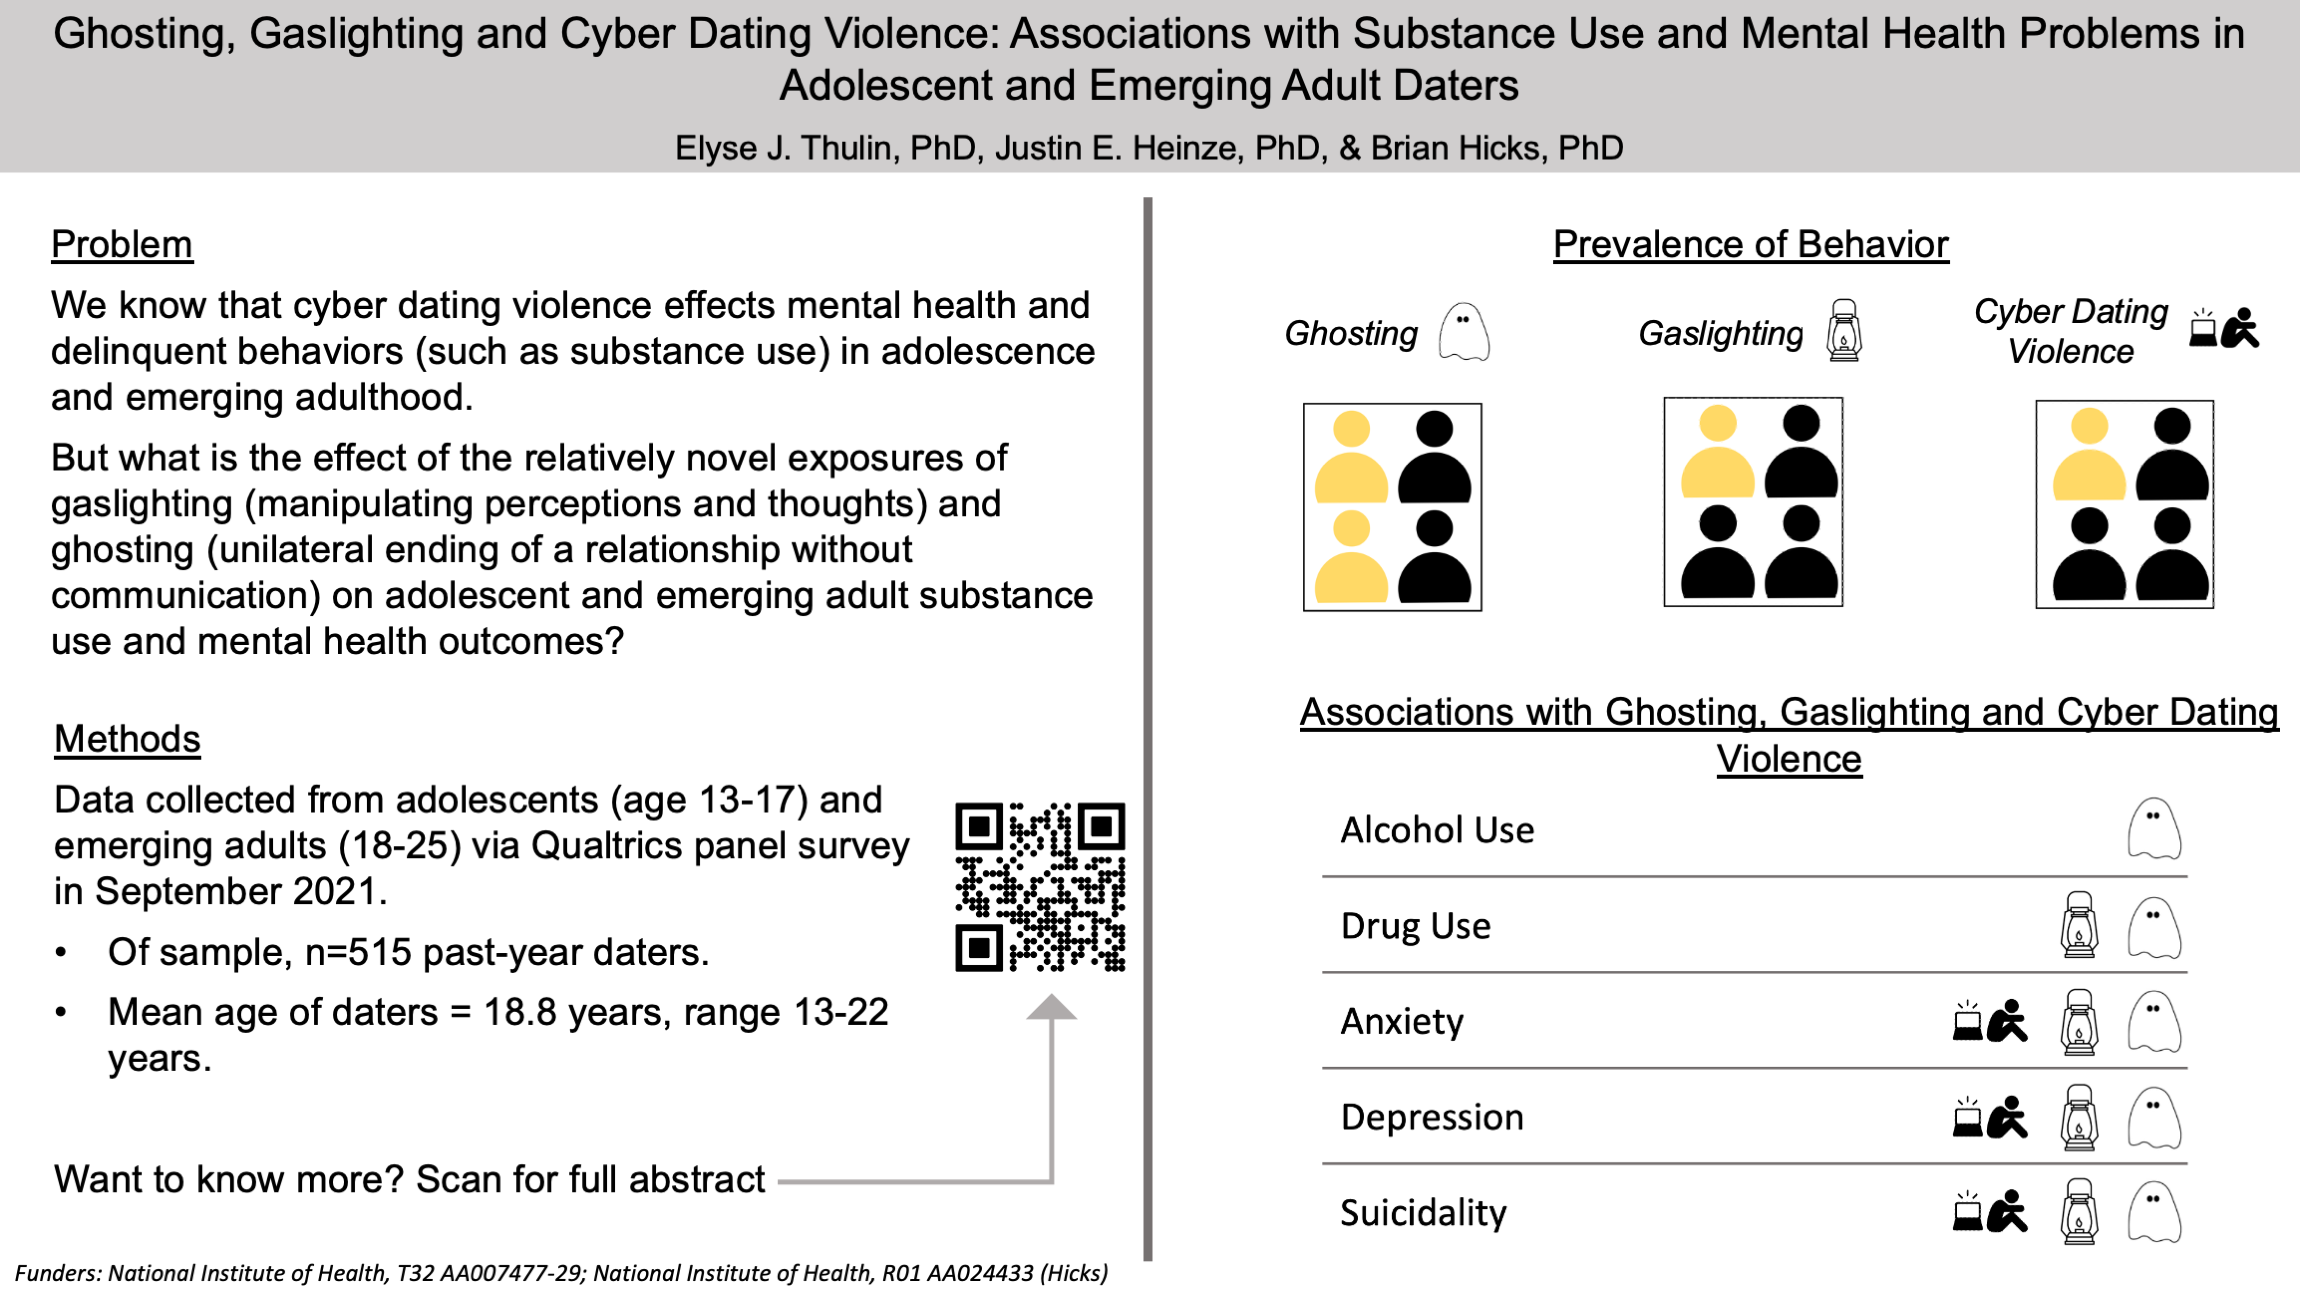 Ghosting, Gaslighting and Cyber Dating Violence: Associations with Substance Use and Mental Health Problems in
Adolescent and Emerging Adult Daters
Elyse J. Thulin, PhD, Justin E. Heinze, PhD, & Brian Hicks, PhD
Problem
We know that cyber dating violence effects mental health and
delinquent behaviors (such as substance use) in adolescence
and emerging adulthood.
But what is the effect of the relatively novel exposures of
gaslighting (manipulating perceptions and thoughts) and
ghosting (unilateral ending of a relationship without
communication) on adolescent and emerging adult substance
use and mental health outcomes?
Methods
Data collected from adolescents (age 13-17) and
emerging adults (18-25) via Qualtrics panel survey
in September 2021.
• Of sample, n=515 past-year daters.
• Mean age of daters = 18.8 years, range 13-22
years.
Want to know more? Scan for full abstract
Funders: National Institute of Health, T32 AA007477-29; National Institute of Health, R01 AA024433 (Hicks)
Prevalence of Behavior
Ghosting
Gaslighting
Cyber Dating
Violence
Associations with Ghosting, Gaslighting and Cyber Dating
Violence
Alcohol Use
Drug Use
Anxiety
Depression
Suicidality